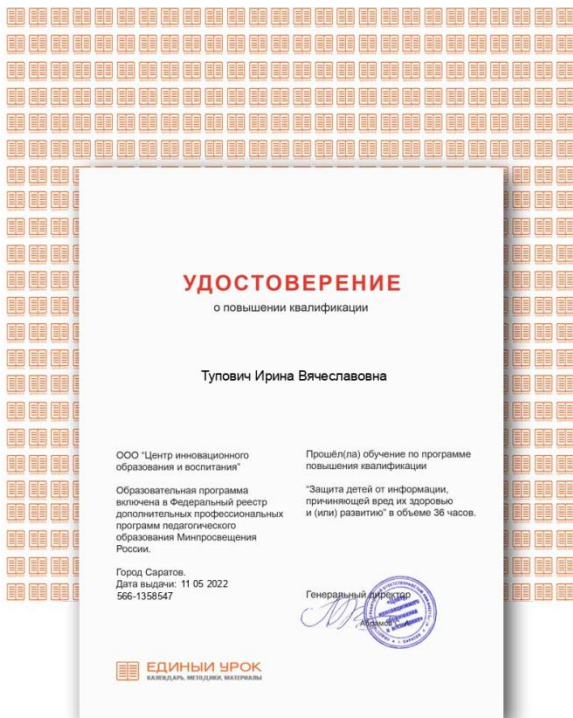 УДОСТОВЕРЕНИЕ
о повышении квалификации
Тупович Ирина Вячеславовна
ООО "Центр инновационного
образования и воспитания"
Образовательная программа
включена в Федеральный реестр
дополнительных профессиональных
программ педагогического
образования Минпросвещения
России.
Город Саратов.
Дата выдачи: 11 05 2022
566-1358547
Прошёл(ла) обучение по программе
повышения квалификации
"Защита детей от информации,
причиняющей вред их здоровью
и (или) развитию" в объеме 36 часов.
Генеральный директор
Абрамов
ЕДИНЫЙ УРОК
КАЛЕНДАРЬ, МЕТОДИКИ, МАТЕРИАЛЫ